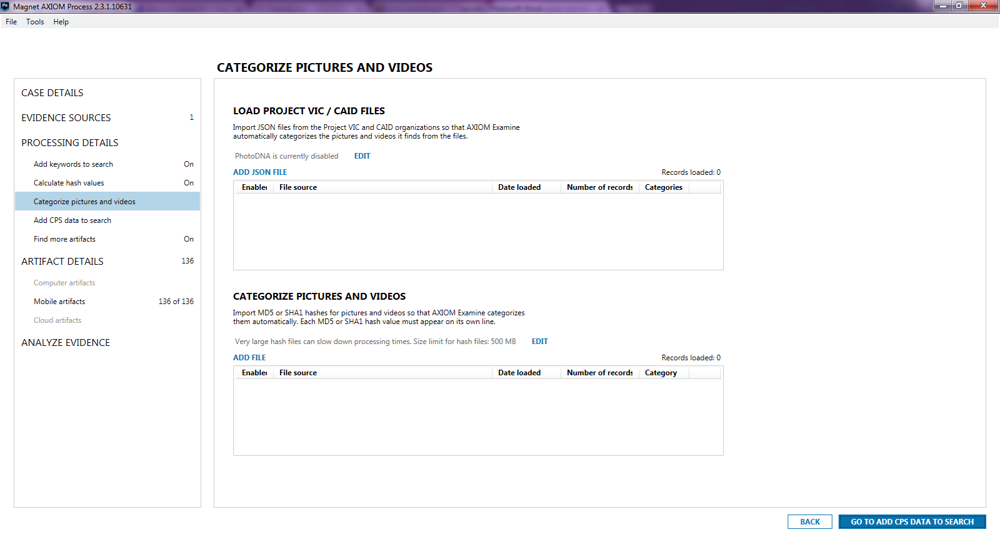 PR Magnet AXIOM Process 2.3.1.10631
File Tools Help
CATEGORIZE PICTURES AND VIDEOS
CASE DETAILS
EVIDENCE SOURCES 1
PROCESSING DETAILS
Add keywords to search On
Calculate hash values On
Categorize pictures and videos
Add CPS data to search
Find more artifacts On
ARTIFACT DETAILS 136
Computer artifacts
Mobile artifacts 136 of 136
Cloud artifacts
ANALYZE EVIDENCE
LOAD PROJECT VIC / CAID FILES
Import JSON files from the Project VIC and CAID organizations so that AXIOM Examine
automatically categorizes the pictures and videos it finds from the files.
PhotoDNA is currently disabled EDIT
ADD JSON FILE Records loaded: 0
Enabled File source Date loaded Number of records Categories
CATEGORIZE PICTURES AND VIDEOS
Import MD5 or SHA1 hashes for pictures and videos so that AXIOM Examine categorizes
them automatically. Each MD5 or SHA1 hash value must appear on its own line.
Very large hash files can slow down processing times. Size limit for hash files: 500 MB EDIT
ADD FILE Records loaded: 0
Enabled File source Date loaded Number of records Category
BACK GO TO ADD CPS DATA TO SEARCH